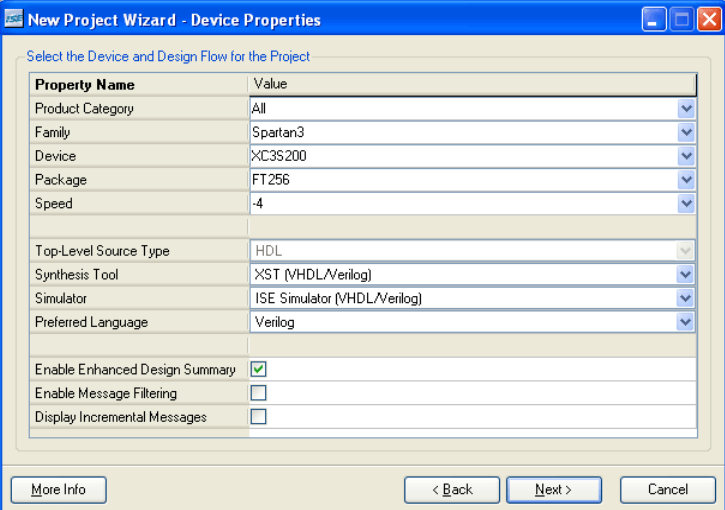 ISE New Project Wizard - Device Properties
Select the Device and Design Flow for the Project
Property Name Value
Product Category All
Family Spartan3
Device XC3S200
Package FT256
Speed -4
Top-Level Source Type HDL
Synthesis Tool XST (VHDL/Verilog)
Simulator ISE Simulator (VHDL/Verilog)
Preferred Language Verilog
Enable Enhanced Design Summary
Enable Message Filtering
Display Incremental Messages
More Info < Back Next > Cancel